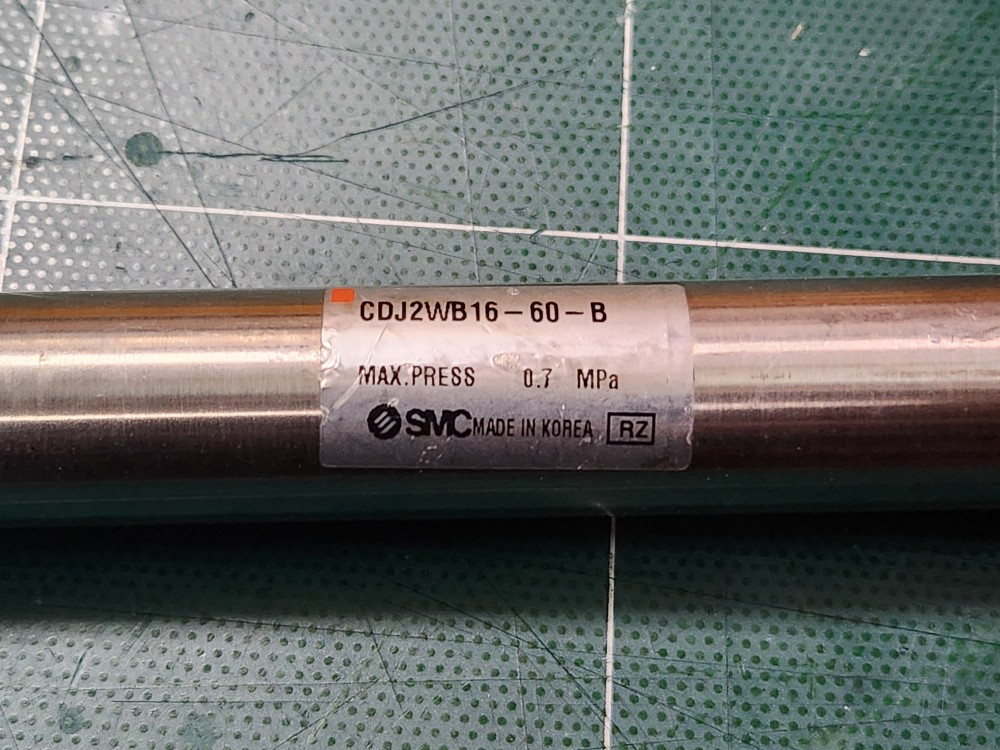 CDJ2WB16-60-B
MAX.PRESS 0.7 MPa
SMC MADE IN KOREA RZ